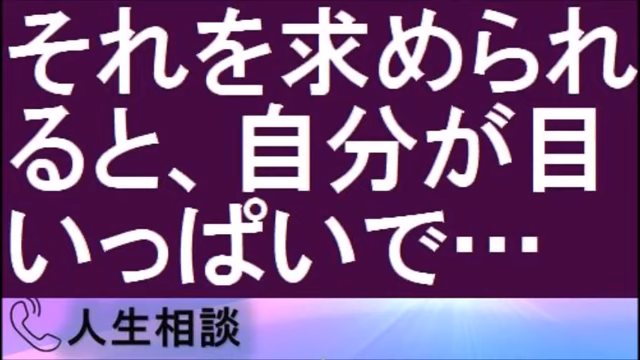 それを求められ
ると、自分が目
いっぱいで…
人生相談